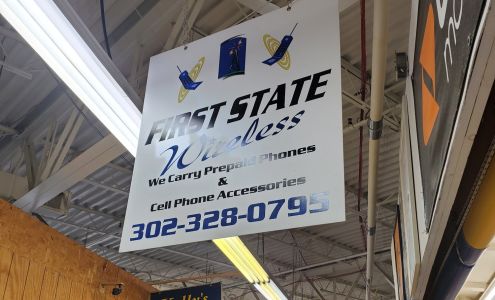 FIRST STATE
Wireless
We Carry Prepaid Phones
&
Cell Phone Accessories
302-328-0795